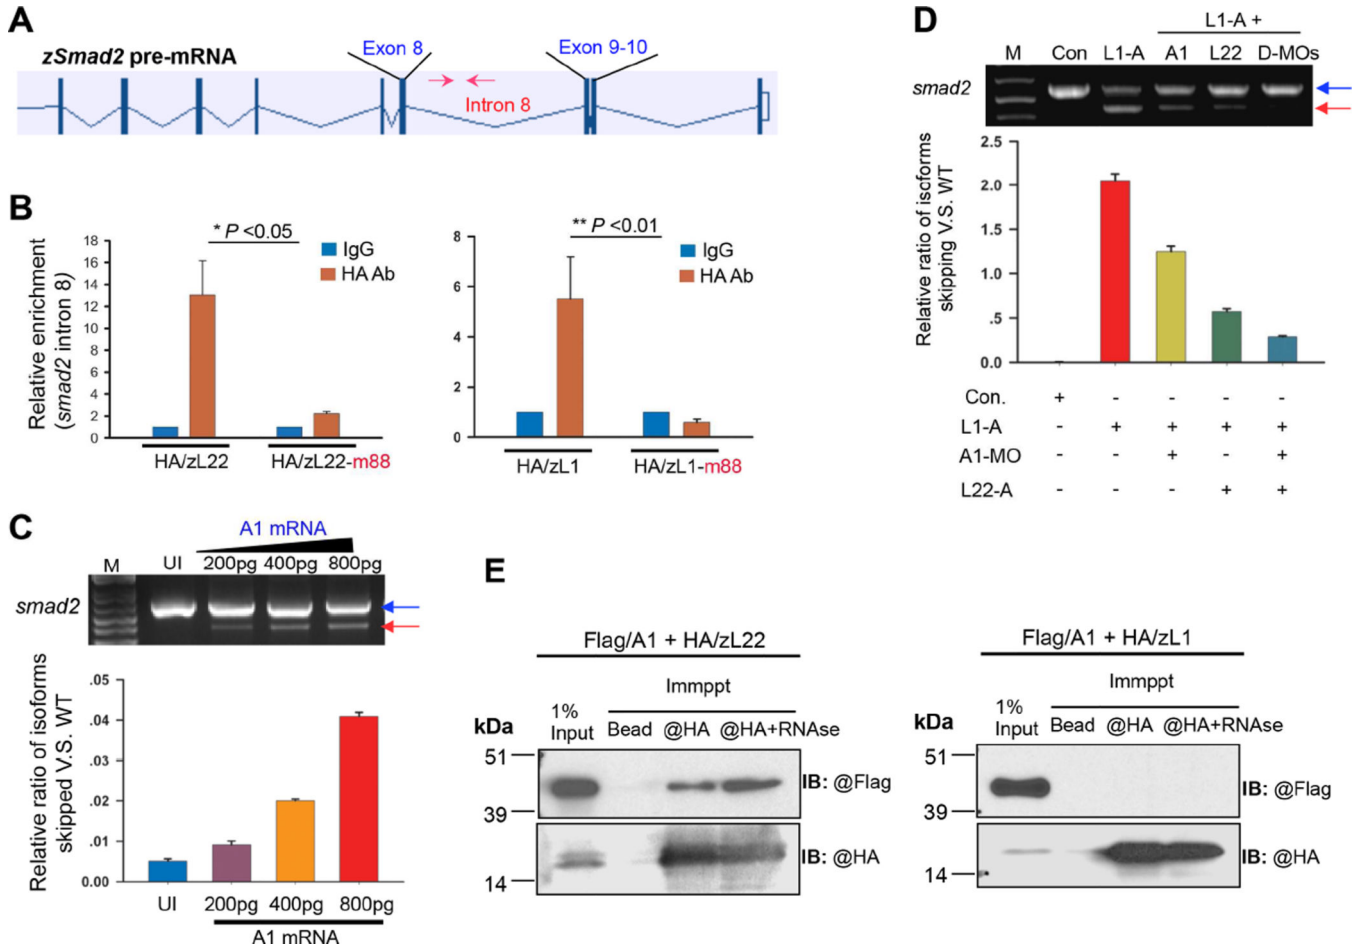 A
zSmad2 pre-mRNA
Exon 8
Exon 9-10
Intron 8
B
Relative enrichment
(smad2 intron 8)
18
16
14
12
10
8
6
4
2
0
* P <0.05
IgG
HA Ab
HA/zL22
HA/zL22-m88
8
6
4
2
0
** P <0.01
IgG
HA Ab
HA/zL1
HA/zL1-m88
C
A1 mRNA
M UI 200pg 400pg 800pg
smad2
Relative ratio of isoforms
skipped V.S. WT
.05
.04
.03
.02
.01
0.00
UI 200pg 400pg 800pg
A1 mRNA
D
L1-A +
M Con L1-A A1 L22 D-MOs
smad2
Relative ratio of iscforms
skipping V.S. WT
2.5
2.0
1.5
1.0
.5
0.0
Con. + - - - -
L1-A - + + + +
A1-MO - - + - +
L22-A - - - + +
E
Flag/A1 + HA/zL22
Immppt
kDa
1%
Input Bead @HA @HA+RNAse
51
39
IB: @Flag
14
IB: @HA
Flag/A1 + HA/zL1
Immppt
kDa
1%
Input Bead @HA @HA+RNAse
51
39
IB: @Flag
14
IB: @HA